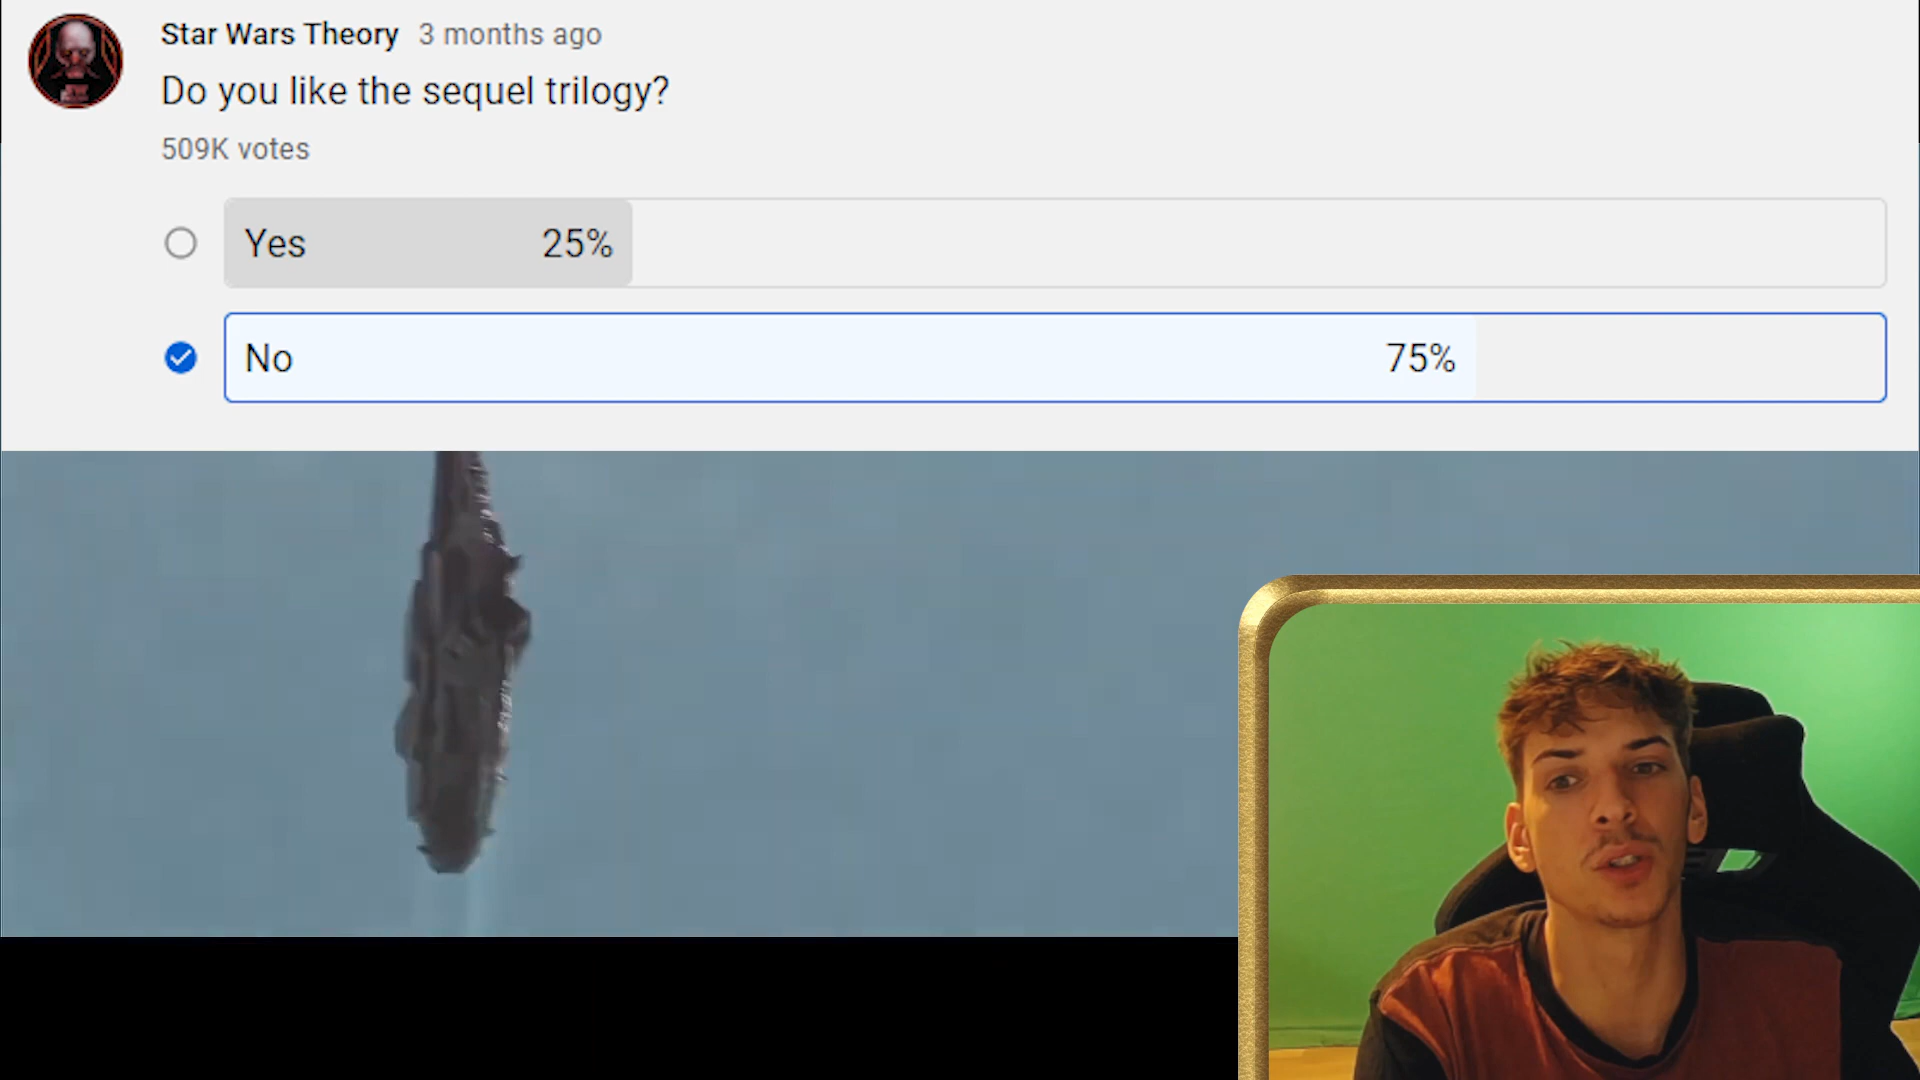 Star Wars Theory 3 months ago
Do you like the sequel trilogy?
509K votes
Yes 25%
No 75%